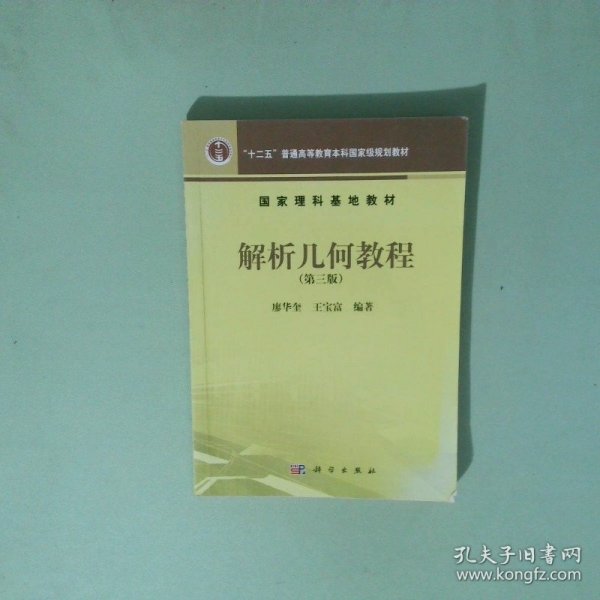 十二五
“十二五”普通高等教育本科国家级规划教材
国家理科基地教材
解析几何教程
(第三版)
廖华奎 王宝富 编著
科学出版社
孔夫子旧书网
www.kongfz.com